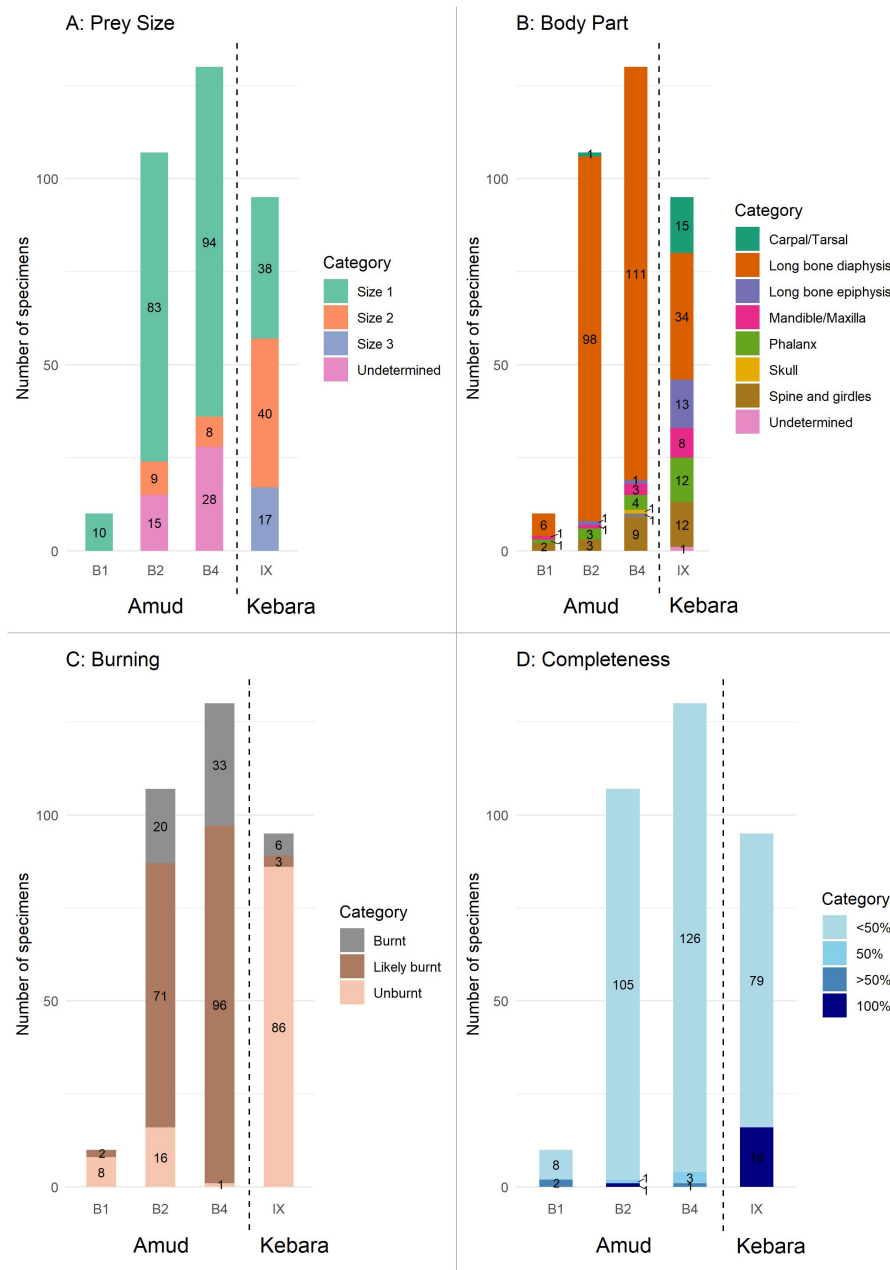 A: Prey Size
Number of specimens
100
50
0
83
9
15
94
8
28
10
38
40
17
B1
B2
B4
IX
Amud
Kebara
Category
Size 1
Size 2
Size 3
Undetermined
B: Body Part
Number of specimens
100
50
0
6
1
2
1
1
98
1
3
1
3
111
1
3
4
1
1
9
15
34
13
8
12
12
1
B1
B2
B4
IX
Amud
Kebara
Category
Carpal/Tarsal
Long bone diaphysis
Long bone epiphysis
Mandible/Maxilla
Phalanx
Skull
Spine and girdles
Undetermined
C: Burning
Number of specimens
100
50
0
2
8
20
71
16
33
96
1
6
3
86
B1
B2
B4
IX
Amud
Kebara
Category
Burnt
Likely burnt
Unburnt
D: Completeness
Number of specimens
100
50
0
8
2
105
1
1
126
3
1
79
16
B1
B2
B4
IX
Amud
Kebara
Category
<50%
50%
>50%
100%